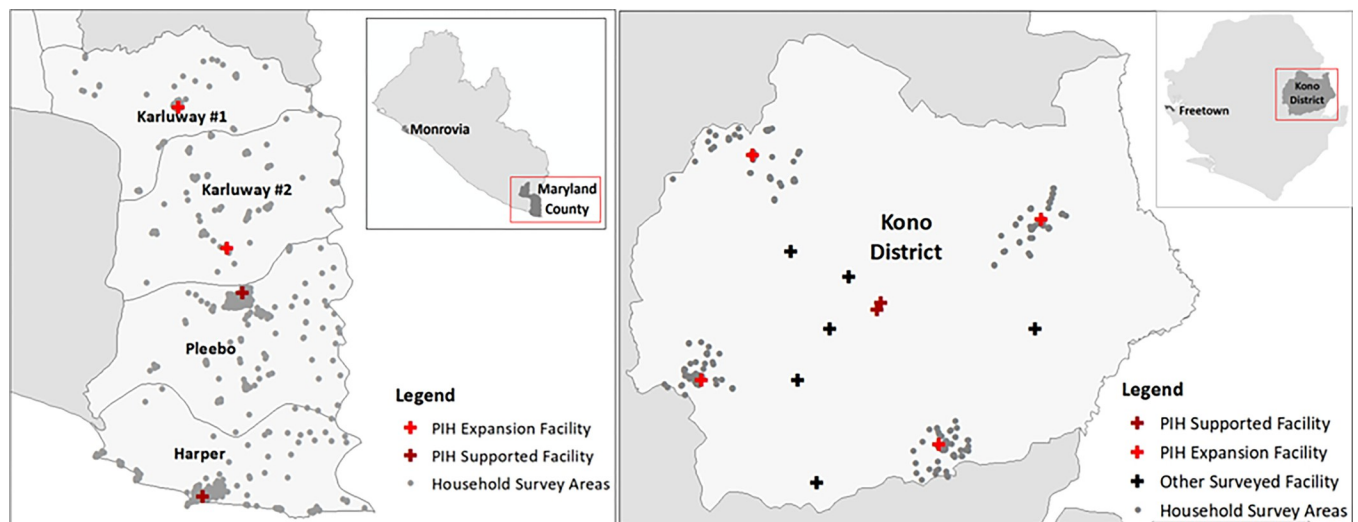 Karluway #1
Karluway #2
Pleebo
Harper
Monrovia
Maryland
County
Legend
PIH Expansion Facility
PIH Supported Facility
Household Survey Areas
Kono
District
Freetown
Kono
District
Legend
PIH Supported Facility
PIH Expansion Facility
Other Surveyed Facility
Household Survey Areas